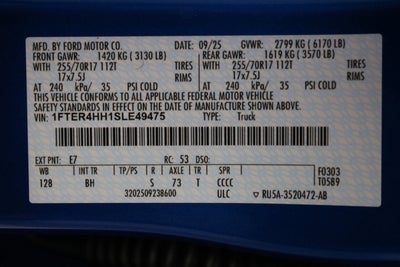 MFD. BY FORD MOTOR CO. 09/25 GVWR: 2799 KG (6170 LB)
FRONT GAWR: 1420 KG (3130 LB) REAR GAWR: 1619 KG (3570 LB)
WITH 255/70R17 112T TIRES WITH 255/70R17 112T TIRES
17x7.5J RIMS 17x7.5J RIMS
AT 240 kPa/ 35 PSI COLD AT 240 kPa/ 35 PSI COLD
THIS VEHICLE CONFORMS TO ALL APPLICABLE FEDERAL MOTOR VEHICLE
SAFETY STANDARDS IN EFFECT ON THE DATE OF MANUFACTURE SHOWN ABOVE.
VIN: 1FTER4HH1SLE49475 TYPE: Truck
EXT PNT: E7 RC: 53 DSO: F0303
WB INT TR TP/PS R AXLE TR SPR T0589
128 BH S 73 T CCCC
3202509238600 ULC RU5A-3520472-AB